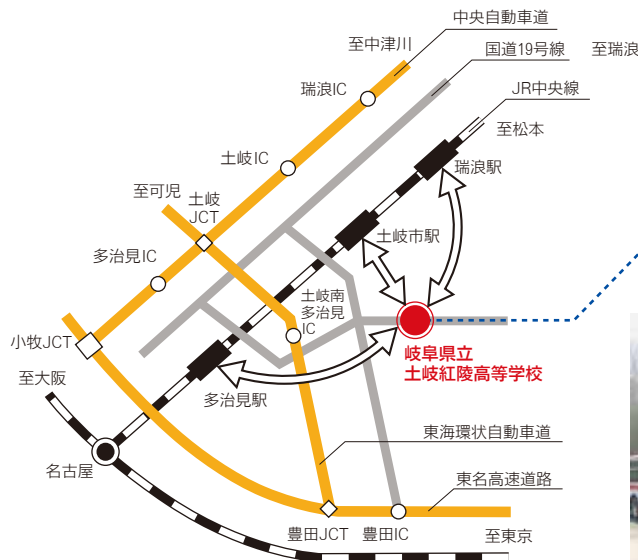 中央自動車道
至中津川
国道19号線
至瑞浪
瑞浪IC
JR中央線
至松本
土岐IC
瑞浪駅
至可児
土岐
JCT
土岐市駅
多治見IC
土岐南
多治見
IC
小牧JCT
岐阜県立
土岐紅陵高等学校
至大阪
多治見駅
東海環状自動車道
名古屋
東名高速道路
豊田JCT
豊田IC
至東京